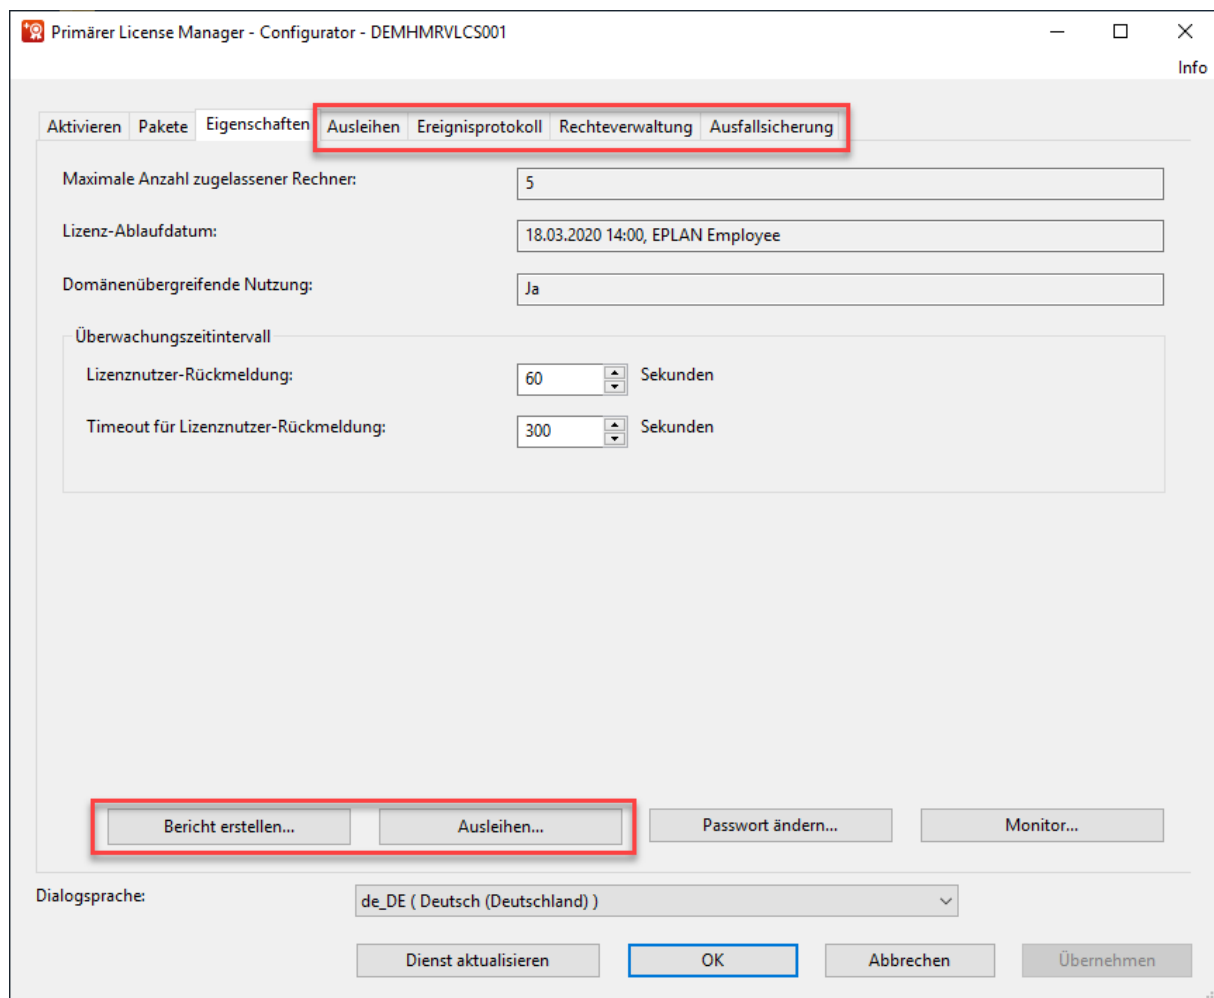 Primärer License Manager - Configurator - DEMHMRVLCS001
Info
Aktivieren Pakete Eigenschaften Ausleihen Ereignisprotokoll Rechteverwaltung Ausfallsicherung
Maximale Anzahl zugelassener Rechner: 5
Lizenz-Ablaufdatum: 18.03.2020 14:00, EPLAN Employee
Domänenübergreifende Nutzung: Ja
Überwachungszeitintervall
Lizenznutzer-Rückmeldung: 60 Sekunden
Timeout für Lizenznutzer-Rückmeldung: 300 Sekunden
Bericht erstellen... Ausleihen... Passwort ändern... Monitor...
Dialogsprache: de_DE ( Deutsch (Deutschland) )
Dienst aktualisieren OK Abbrechen Übernehmen